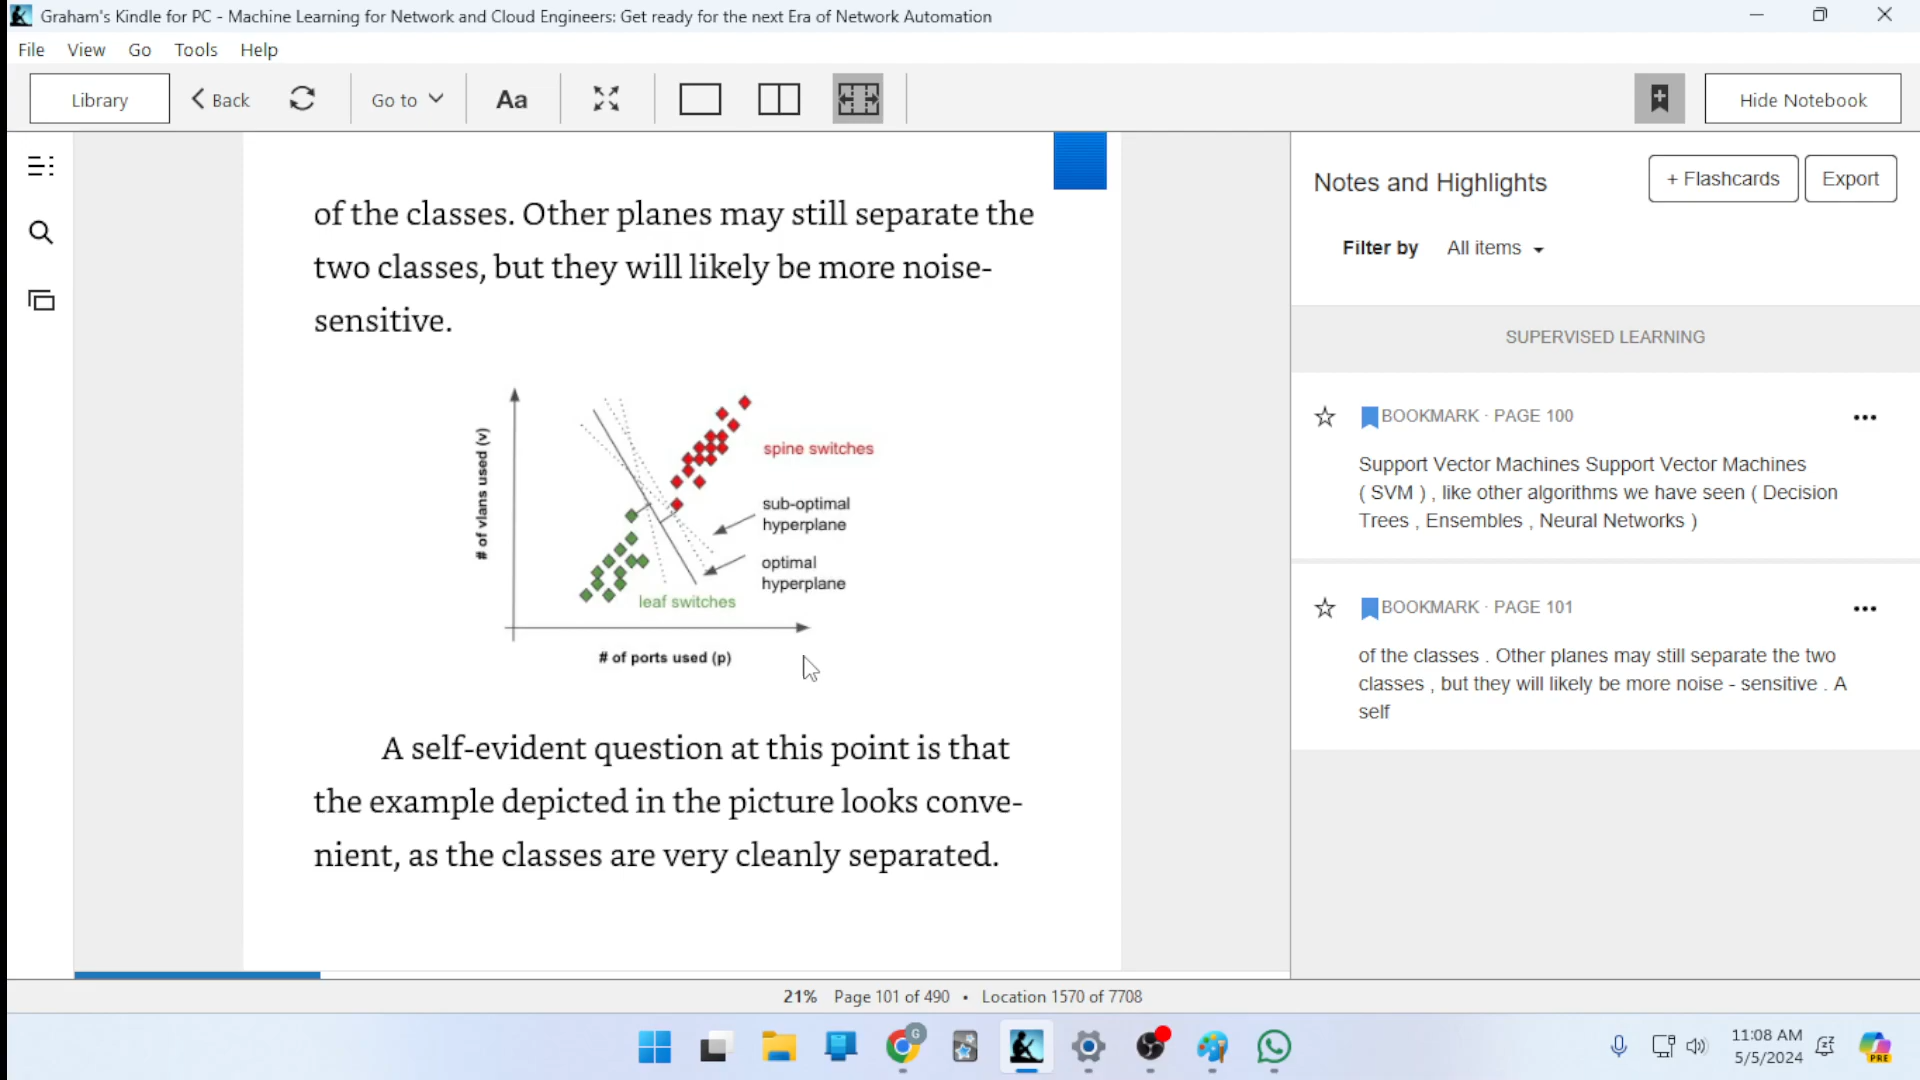 Graham's Kindle for PC - Machine Learning for Network and Cloud Engineers: Get ready for the next Era of Network Automation
File View Go Tools Help
Library Back Go to Aa Hide Notebook
of the classes. Other planes may still separate the
two classes, but they will likely be more noise-
sensitive.
# of vlans used (v)
spine switches
sub-optimal
hyperplane
optimal
hyperplane
leaf switches
# of ports used (p)
A self-evident question at this point is that
the example depicted in the picture looks conve-
nient, as the classes are very cleanly separated.
Notes and Highlights + Flashcards Export
Filter by All items
SUPERVISED LEARNING
BOOKMARK · PAGE 100
Support Vector Machines Support Vector Machines
( SVM ) , like other algorithms we have seen ( Decision
Trees , Ensembles , Neural Networks )
BOOKMARK · PAGE 101
of the classes . Other planes may still separate the two
classes , but they will likely be more noise - sensitive . A
self
21% Page 101 of 490 • Location 1570 of 7708
G
11:08 AM
5/5/2024
PRE